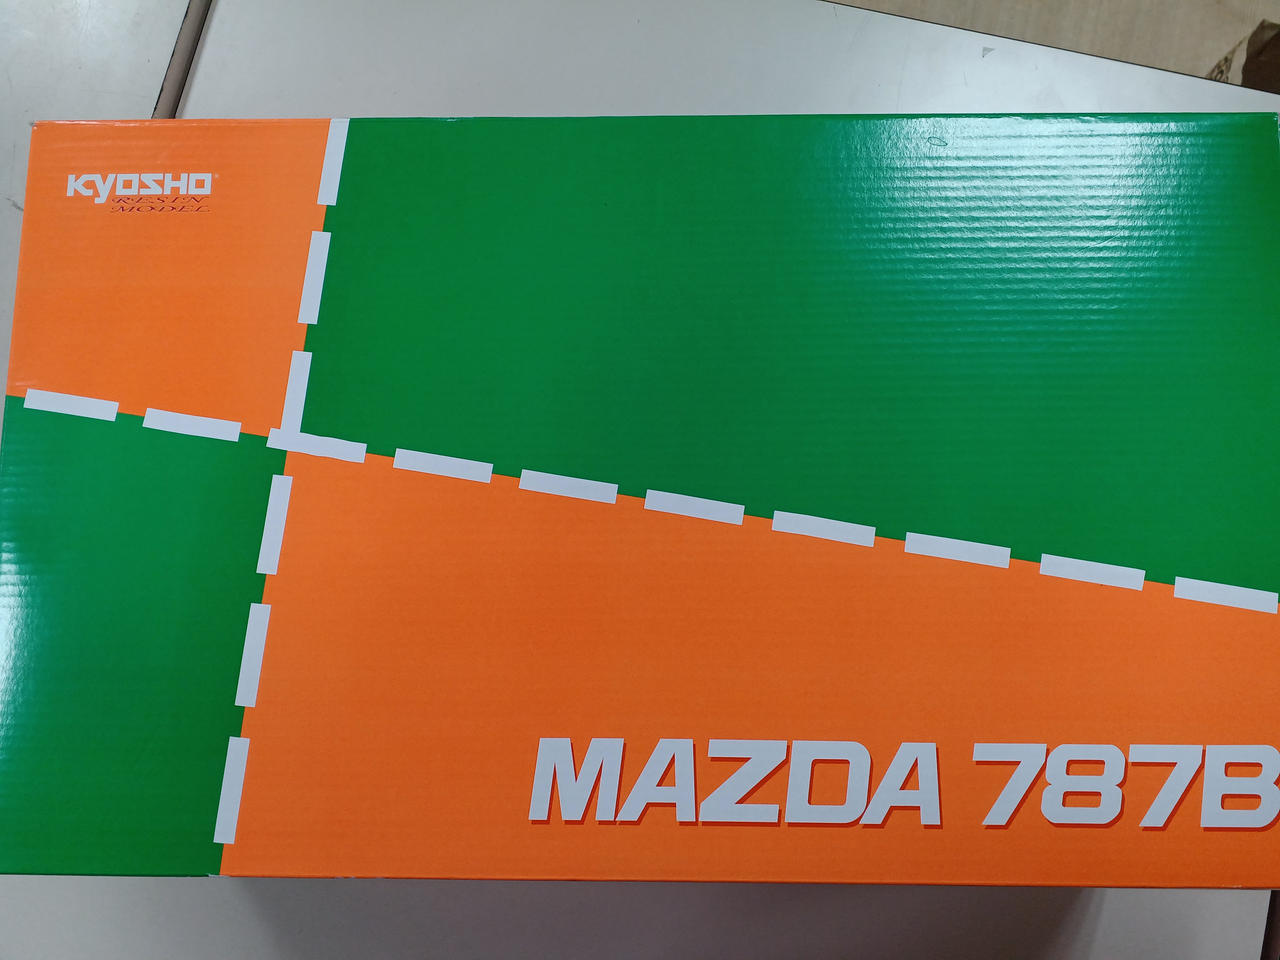 KYOSHO
RESIN
MODEL
MAZDA 787B